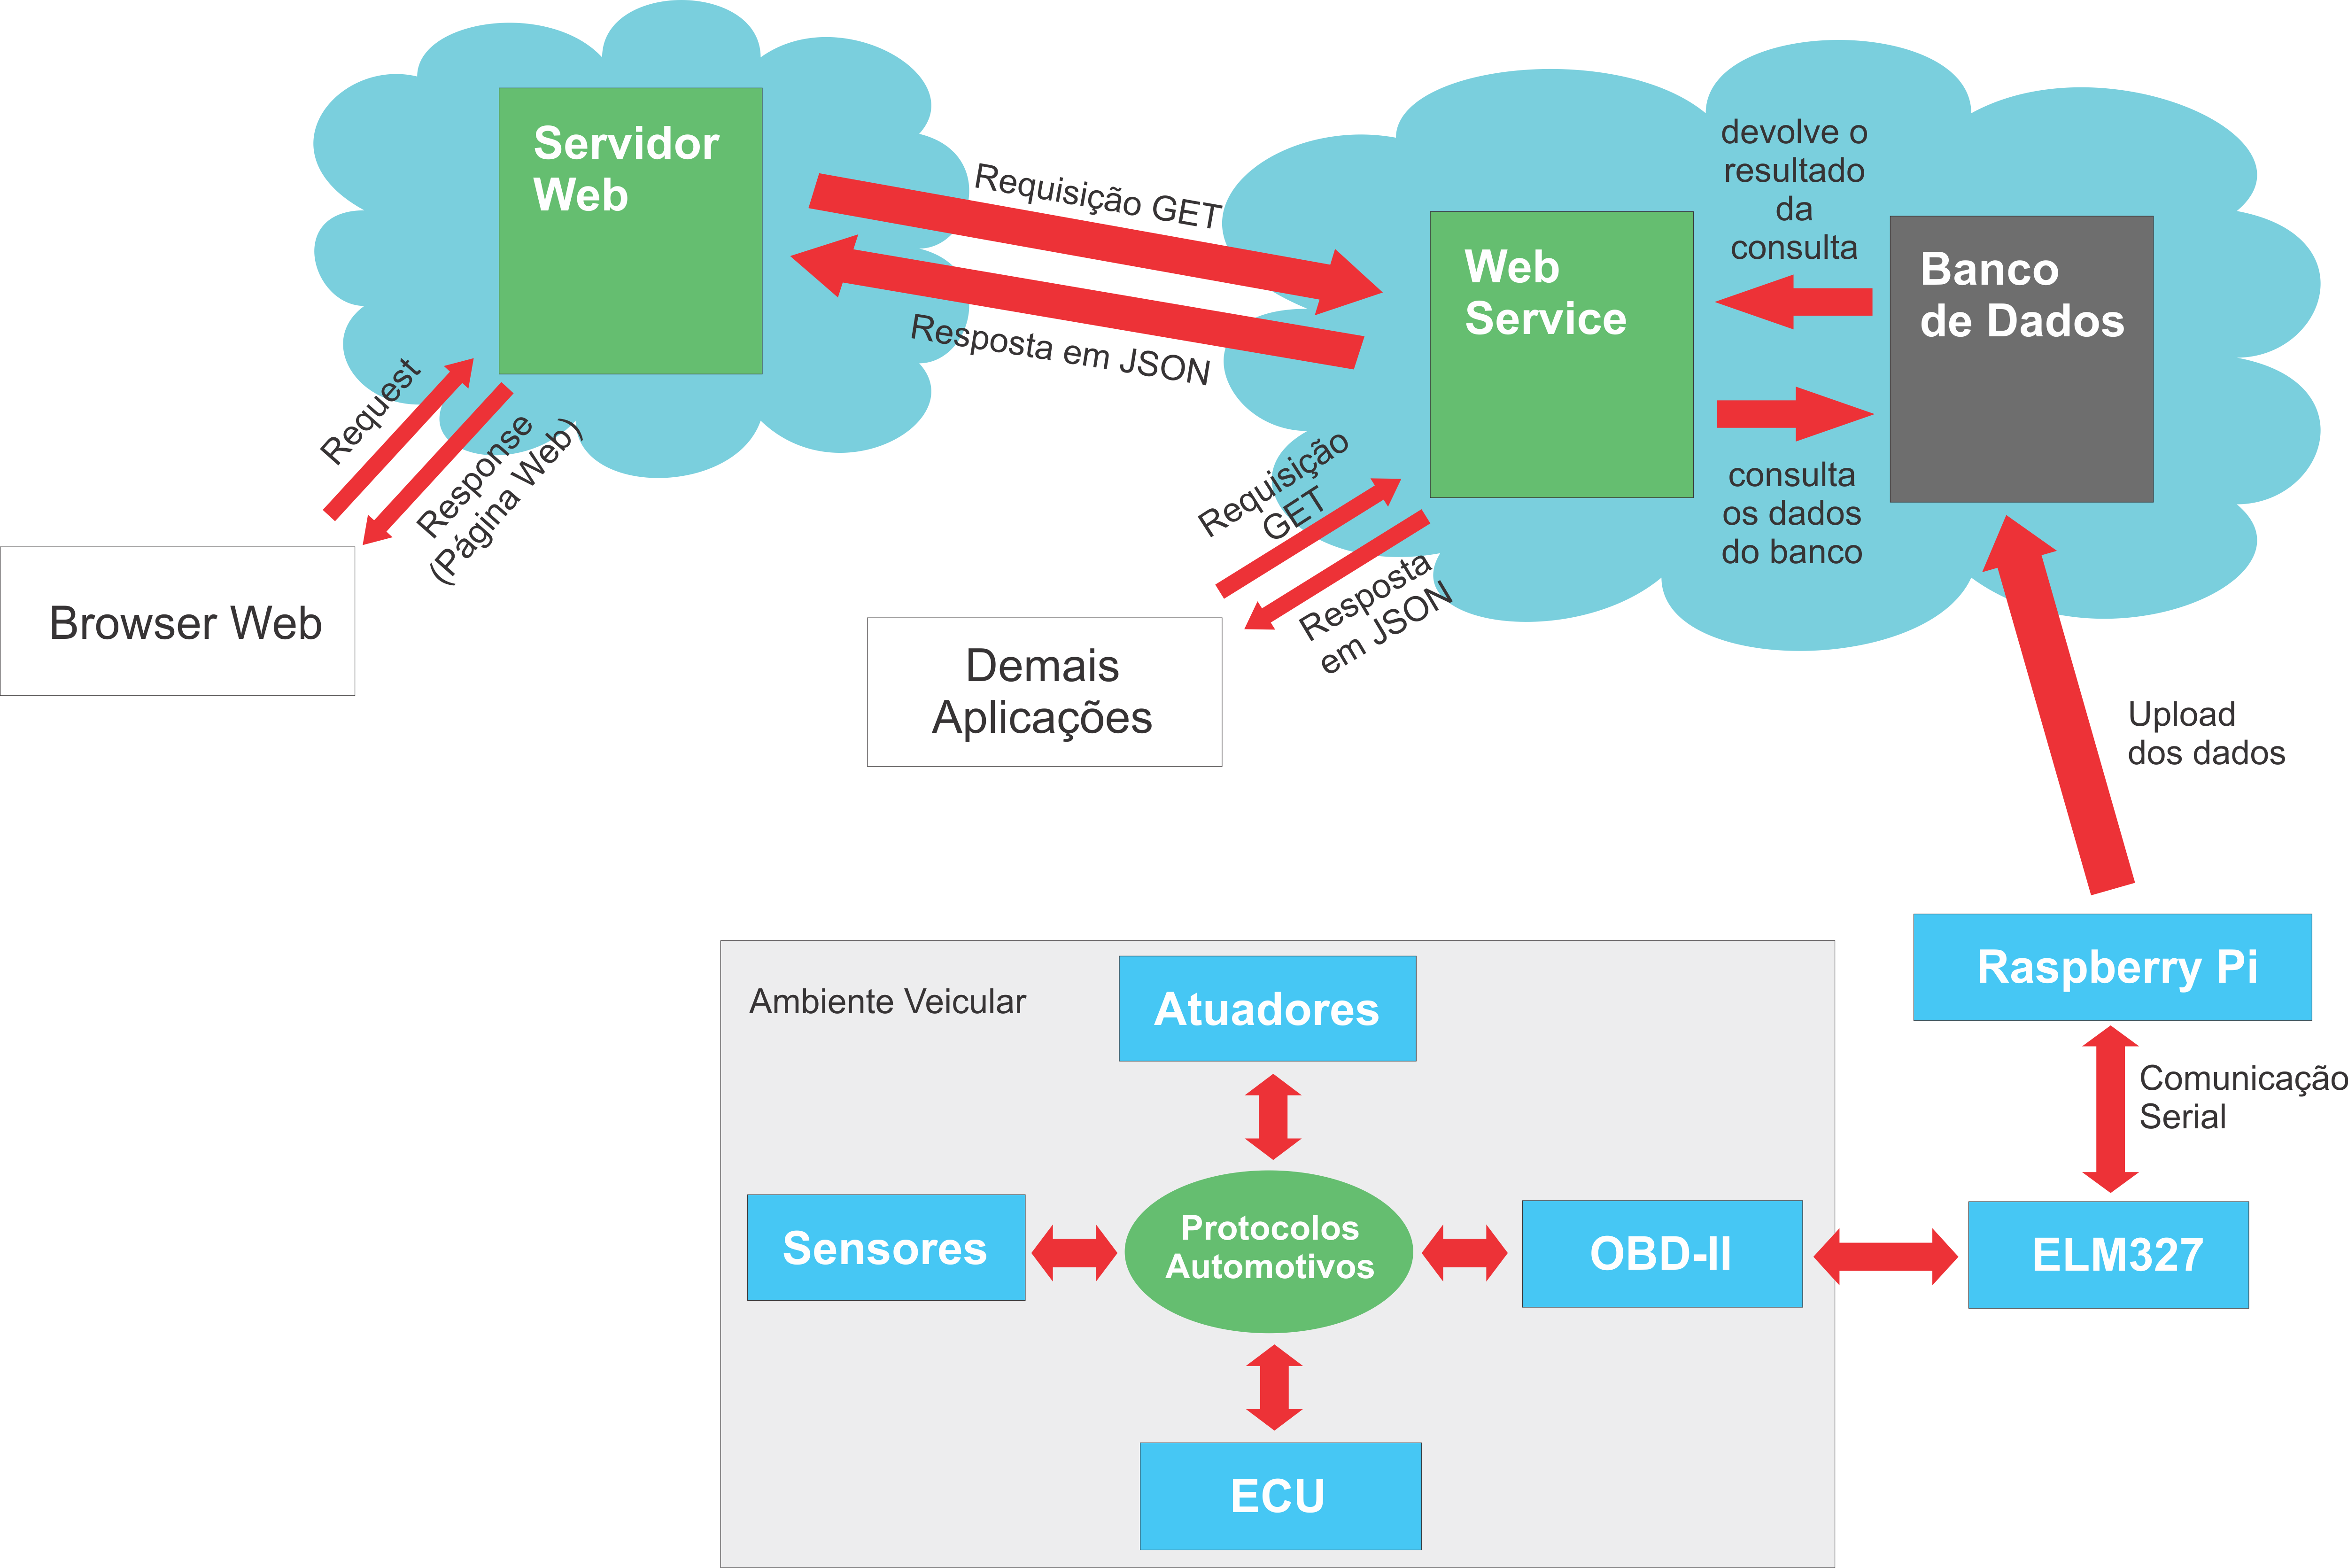 Servidor
Web
Requisição GET
Resposta em JSON
devolve o
resultado
da
consulta
Web
Service
Banco
de Dados
consulta
os dados
do banco
Request
Response
(Página Web)
Browser Web
Requisição
GET
Resposta
em JSON
Demais
Aplicações
Upload
dos dados
Raspberry Pi
Comunicação
Serial
Ambiente Veicular
Atuadores
Sensores
Protocolos
Automotivos
OBD-II
ELM327
ECU